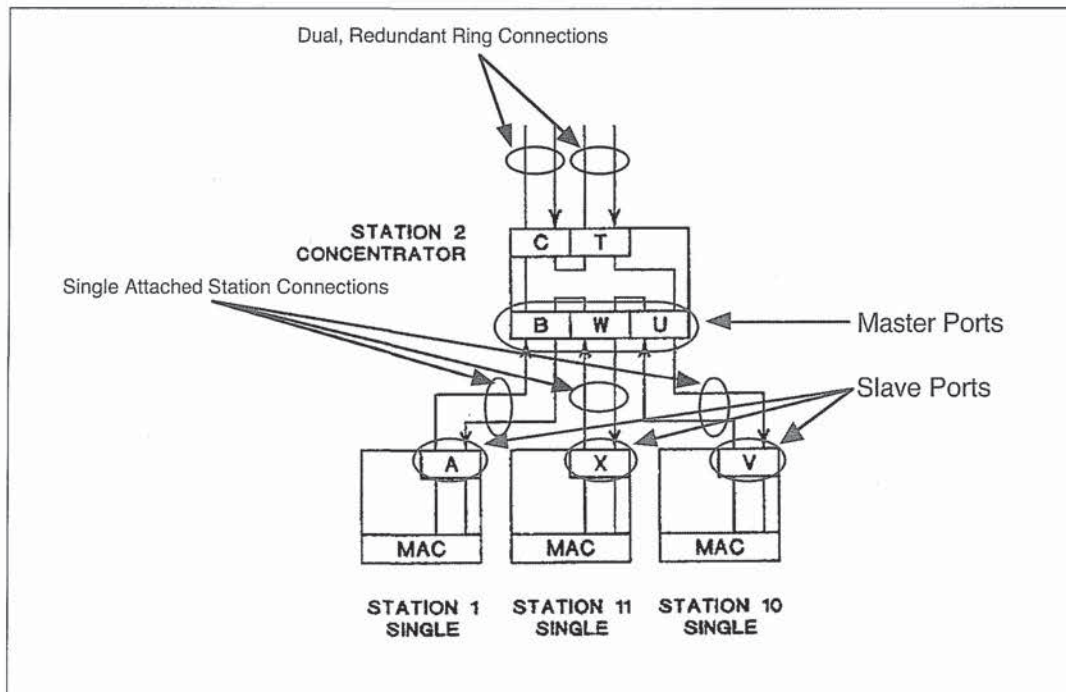 Dual, Redundant Ring Connections
STATION 2
CONCENTRATOR
C T
Single Attached Station Connections
B W U
Master Ports
Slave Ports
A X V
MAC MAC MAC
STATION 1
SINGLE
STATION 11
SINGLE
STATION 10
SINGLE